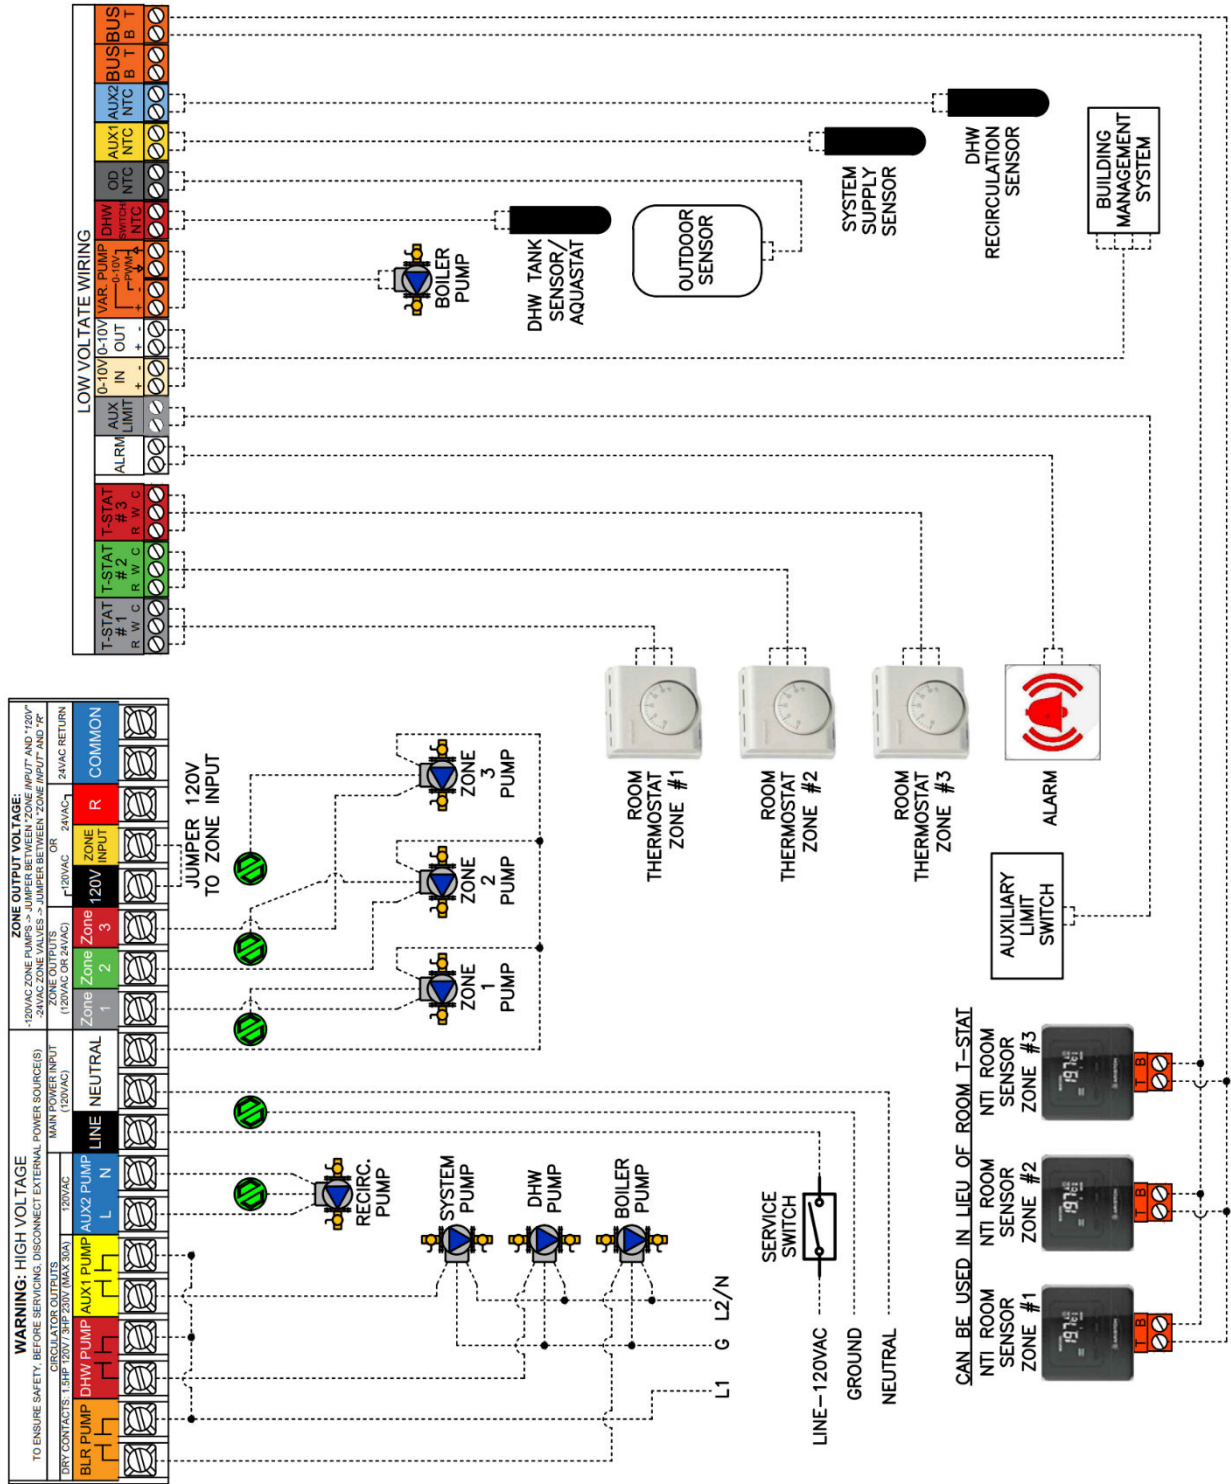 WARNING: HIGH VOLTAGE
TO ENSURE SAFETY, BEFORE SERVICING, DISCONNECT EXTERNAL POWER SOURCE(S)
CIRCULATOR OUTPUTS
DRY CONTACTS: 1.5HP 120V / 3HP 230V (MAX 30A)
120VAC
MAIN POWER INPUT
(120VAC)
ZONE OUTPUT VOLTAGE:
-120VAC ZONE PUMPS -> JUMPER BETWEEN "ZONE INPUT" AND "120V"
-24VAC ZONE VALVES -> JUMPER BETWEEN "ZONE INPUT" AND "R"
ZONE OUTPUTS
(120VAC OR 24VAC)
120VAC
OR
24VAC
24VAC RETURN
BLR PUMP
DHW PUMP
AUX1 PUMP
AUX2 PUMP
L N
LINE
NEUTRAL
Zone
1
Zone
2
Zone
3
120V
ZONE
INPUT
R
COMMON
JUMPER 120V
TO ZONE INPUT
LOW VOLTATE WIRING
T-STAT
# 1
R W C
T-STAT
# 2
R W C
T-STAT
# 3
R W C
ALRM
AUX
LIMIT
0-10V
IN
+ -
0-10V
OUT
+ -
VAR. PUMP
0-10V
PWM
+ -
DHW
SWITCH/
NTC
OD
NTC
AUX1
NTC
AUX2
NTC
BUS
B T
BUS
B T
RECIRC.
PUMP
SYSTEM
PUMP
DHW
PUMP
BOILER
PUMP
ZONE
1
PUMP
ZONE
2
PUMP
ZONE
3
PUMP
L1
G
L2/N
SERVICE
SWITCH
LINE-120VAC
GROUND
NEUTRAL
ROOM
THERMOSTAT
ZONE #1
ROOM
THERMOSTAT
ZONE #2
ROOM
THERMOSTAT
ZONE #3
ALARM
AUXILIARY
LIMIT
SWITCH
BOILER
PUMP
DHW TANK
SENSOR/
AQUASTAT
OUTDOOR
SENSOR
SYSTEM
SUPPLY
SENSOR
DHW
RECIRCULATION
SENSOR
BUILDING
MANAGEMENT
SYSTEM
CAN BE USED IN LIEU OF ROOM T-STAT
NTI ROOM
SENSOR
ZONE #1
NTI ROOM
SENSOR
ZONE #2
NTI ROOM
SENSOR
ZONE #3
19.7
ARISTON
T B
19.7
ARISTON
T B
19.7
ARISTON
T B